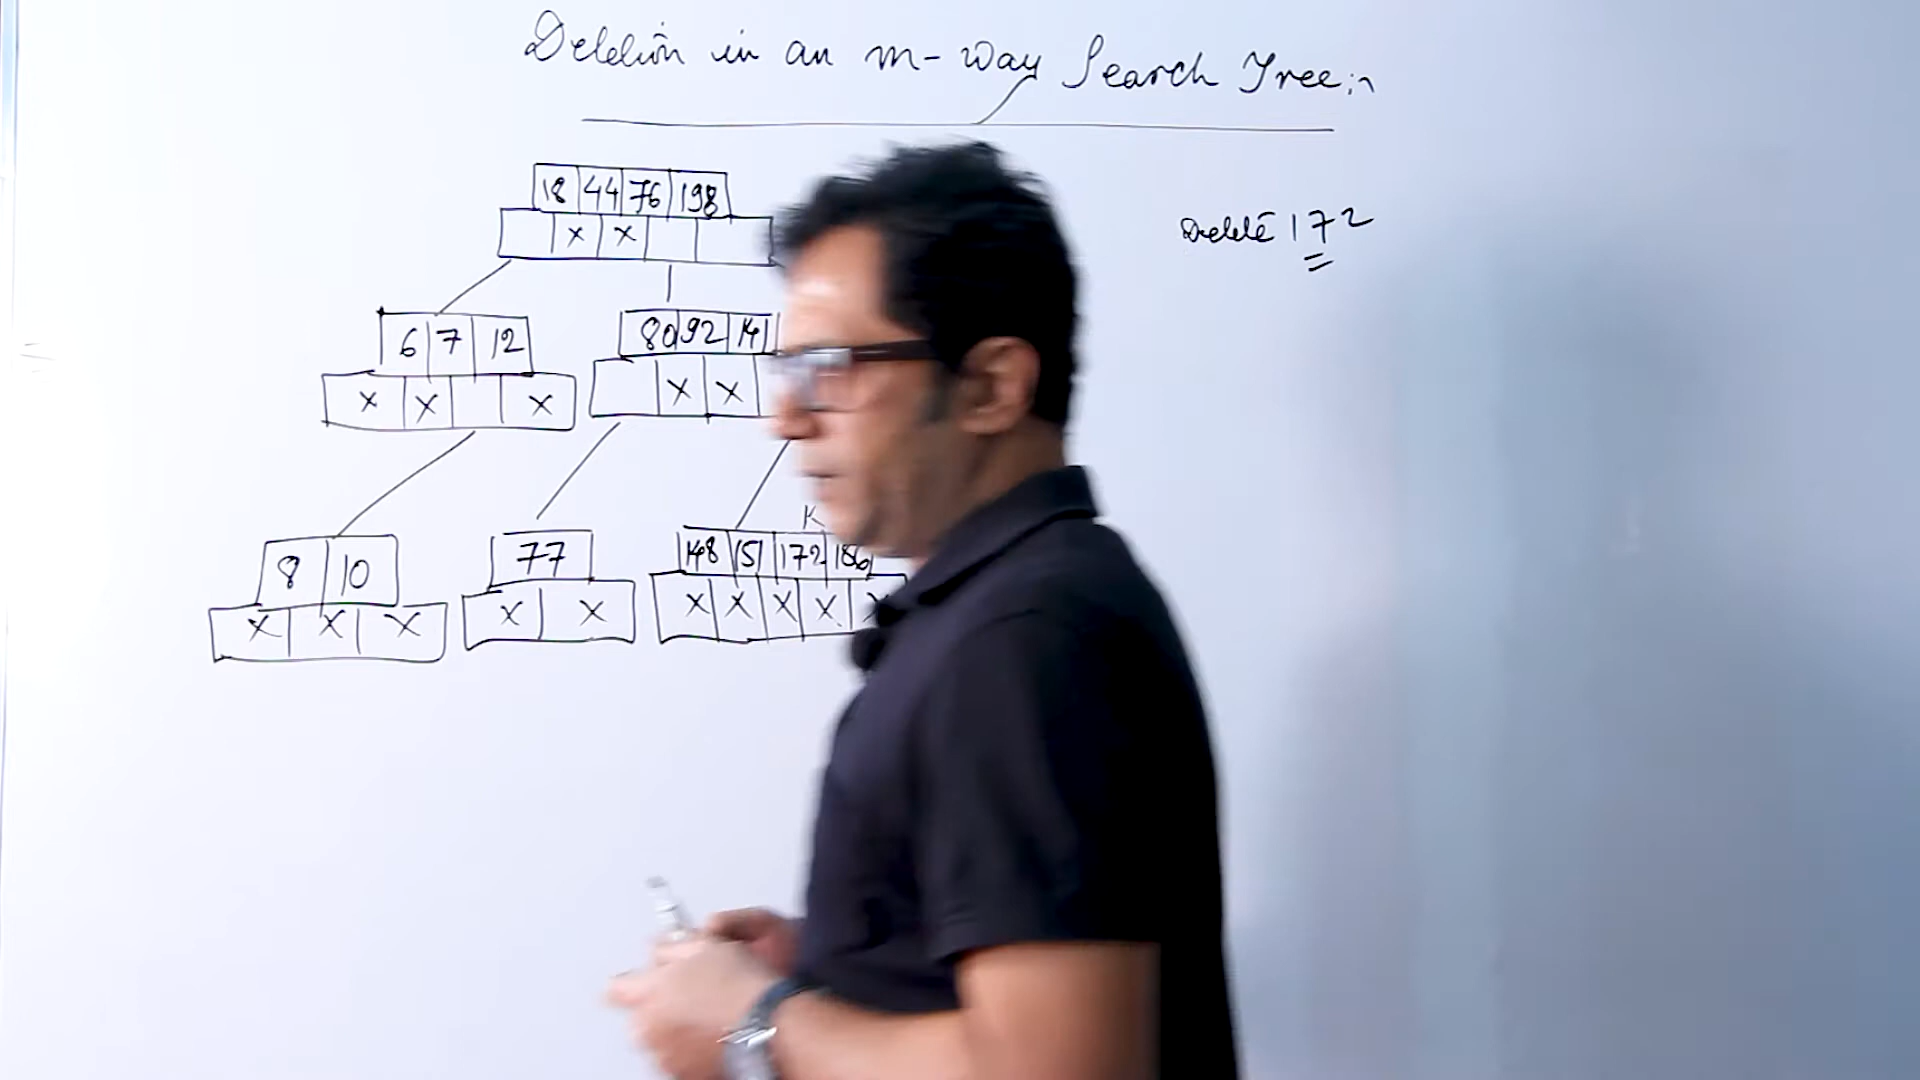 Deletion in an m-way Search Tree:-
18 44 76 198
x x
Delete 172
6 7 12
80 92 141
x x x
x x
K
8 10
77
148 151 172 186
x x x
x x
x x x x x